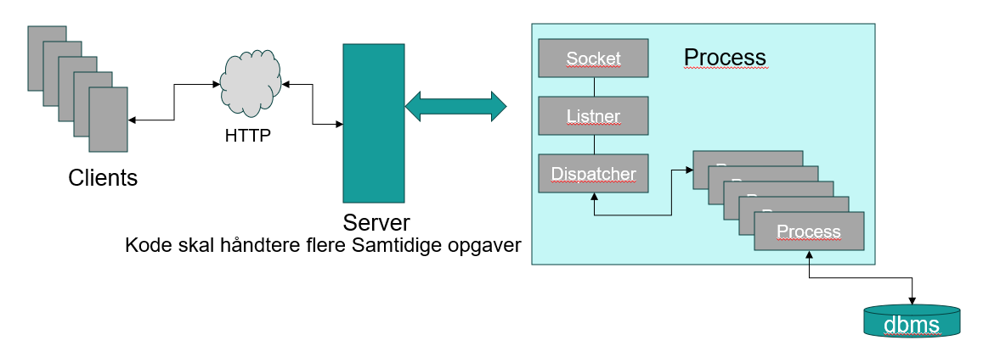 Socket
Process
Listner
HTTP
Dispatcher
Clients
Server
Process
Kode skal håndtere flere Samtidige opgaver
dbms